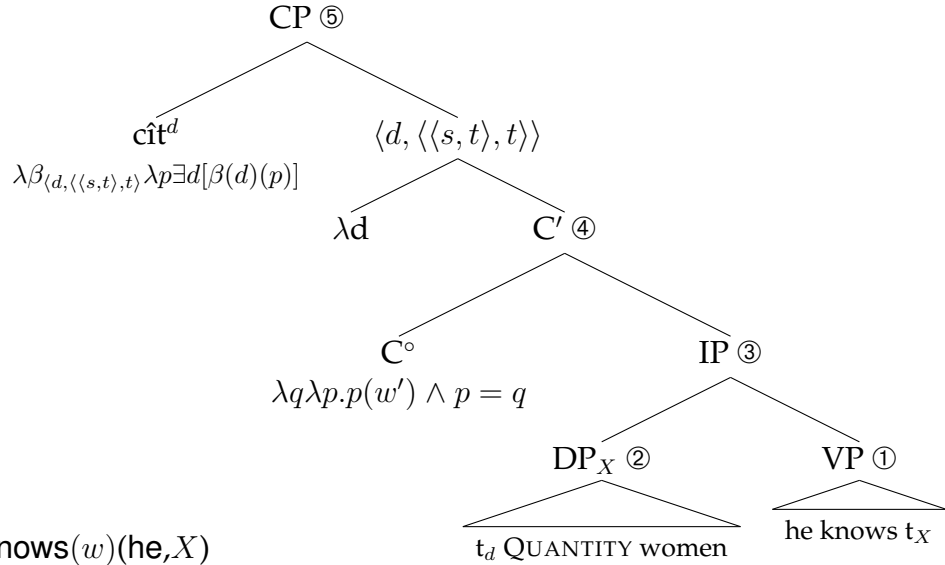 CP ⑤
cît^d
⟨d, ⟨⟨s, t⟩, t⟩⟩
λβ_{⟨d,⟨⟨s,t⟩,t⟩}λp∃d[β(d)(p)]
λd
C′ ④
C°
IP ③
λqλp.p(w′) ∧ p = q
DP_X ②
VP ①
he knows t_X
t_d QUANTITY women
nows(w)(he,X)